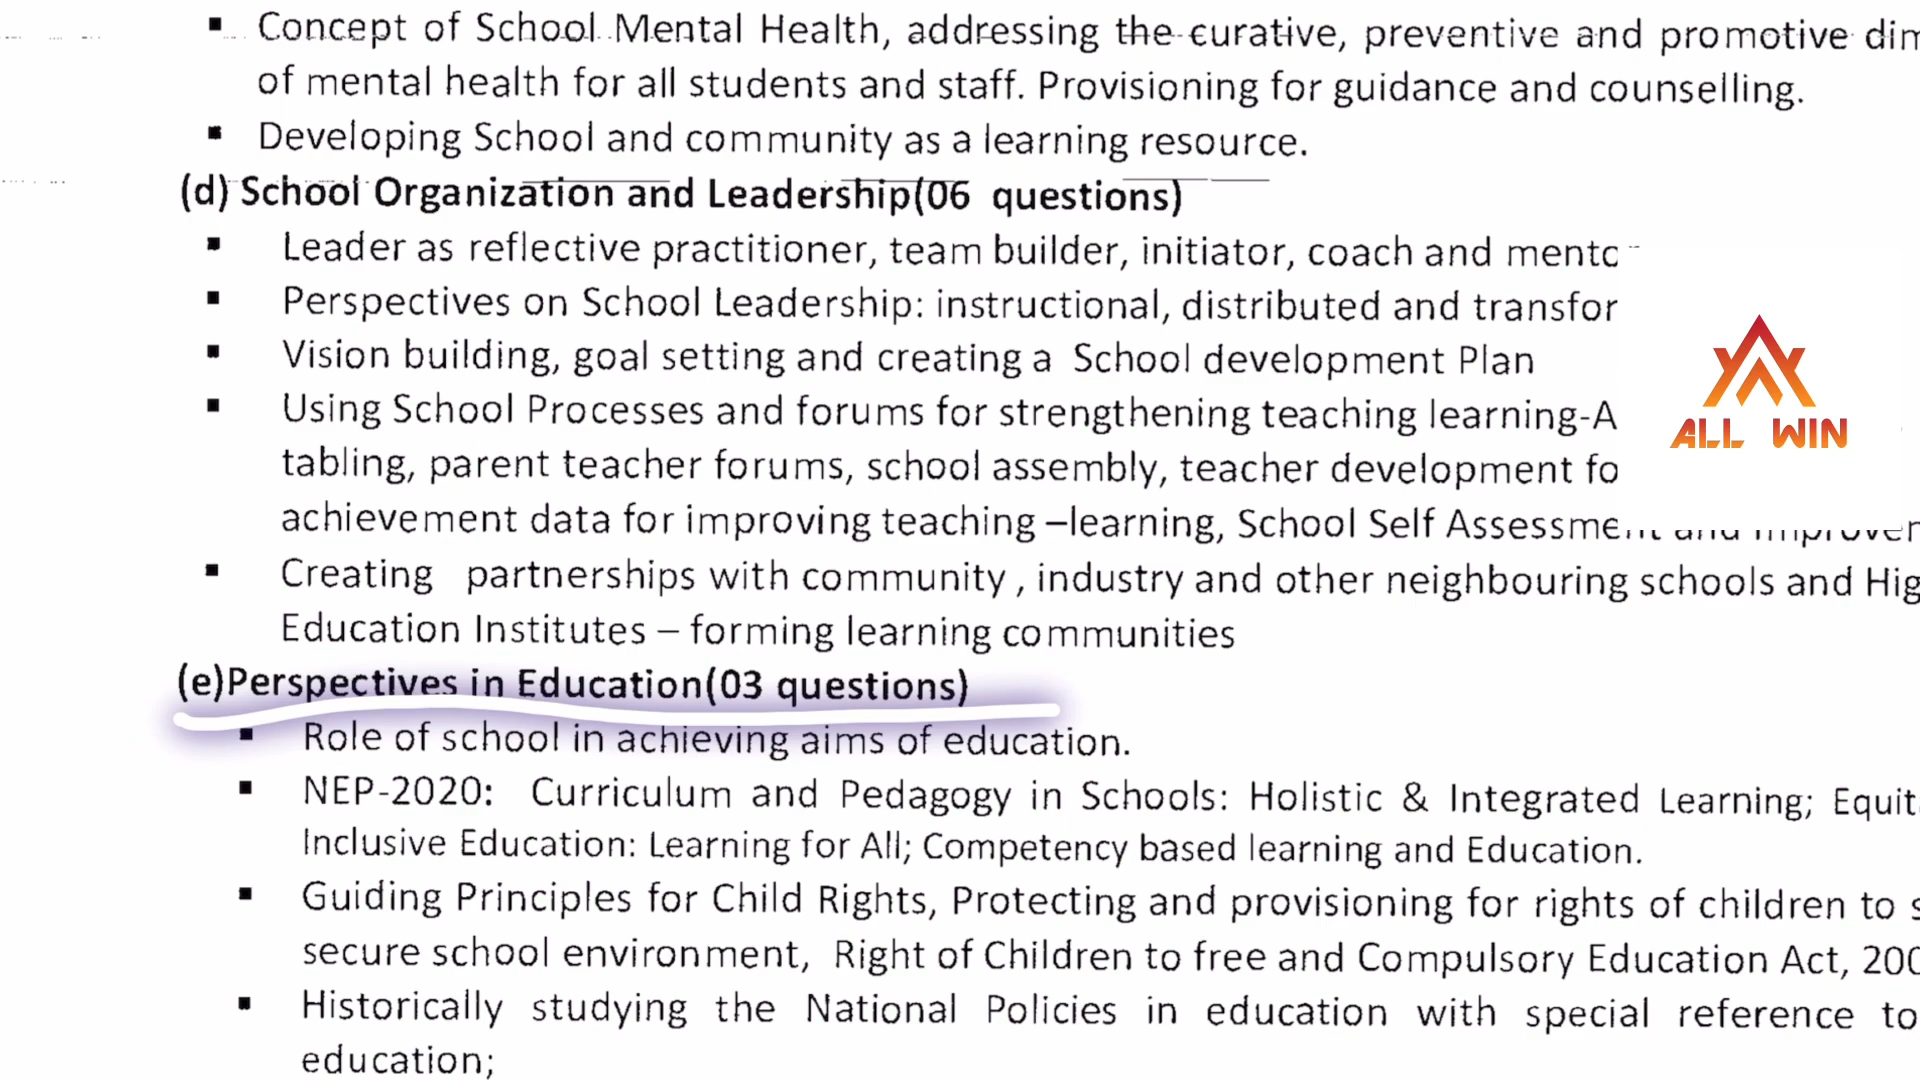 ▪ Concept of School Mental Health, addressing the curative, preventive and promotive
of mental health for all students and staff. Provisioning for guidance and counselling.
▪ Developing School and community as a learning resource.
(d) School Organization and Leadership(06 questions)
▪ Leader as reflective practitioner, team builder, initiator, coach and
▪ Perspectives on School Leadership: instructional, distributed and
▪ Vision building, goal setting and creating a School development Plan
▪ Using School Processes and forums for strengthening teaching learning-A
tabling, parent teacher forums, school assembly, teacher development
achievement data for improving teaching –learning, School Self
▪ Creating partnerships with community , industry and other neighbouring schools and
Education Institutes – forming learning communities
(e)Perspectives in Education(03 questions)
▪ Role of school in achieving aims of education.
▪ NEP-2020: Curriculum and Pedagogy in Schools: Holistic & Integrated Learning;
Inclusive Education: Learning for All; Competency based learning and Education.
▪ Guiding Principles for Child Rights, Protecting and provisioning for rights of children to
secure school environment, Right of Children to free and Compulsory Education Act,
▪ Historically studying the National Policies in education with special reference to
education;
ALL WIN